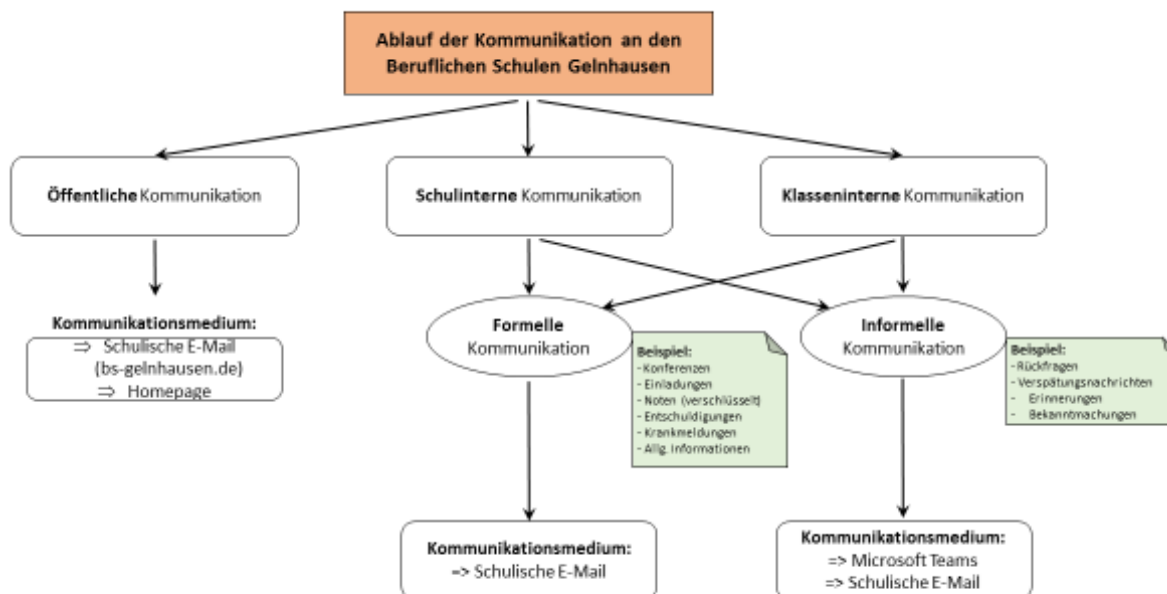 Ablauf der Kommunikation an den
Beruflichen Schulen Gelnhausen
Öffentliche Kommunikation
Schulinterne Kommunikation
Klasseninterne Kommunikation
Kommunikationsmedium:
⇒ Schulische E-Mail
(bs-gelnhausen.de)
⇒ Homepage
Formelle
Kommunikation
Beispiel:
- Konferenzen
- Einladungen
- Noten (verschlüsselt)
- Entschuldigungen
- Krankmeldungen
- Allg. Informationen
Informelle
Kommunikation
Beispiel:
- Rückfragen
- Verspätungsnachrichten
- Erinnerungen
- Bekanntmachungen
Kommunikationsmedium:
=> Schulische E-Mail
Kommunikationsmedium:
=> Microsoft Teams
=> Schulische E-Mail